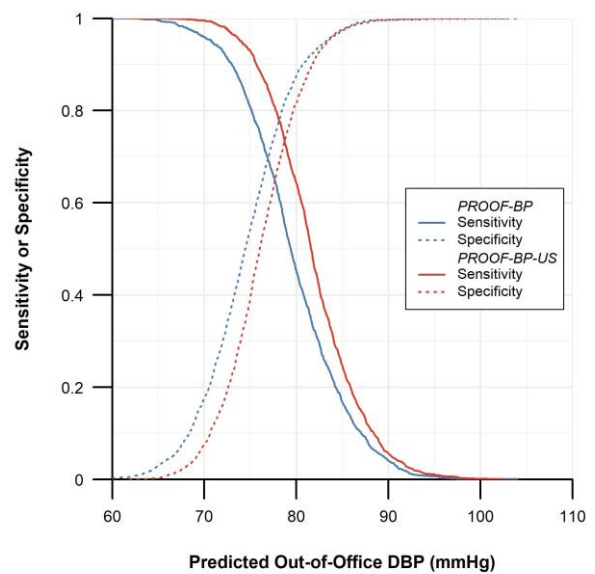 1
0.8
0.6
0.4
0.2
0
Sensitivity or Specificity
PROOF-BP
Sensitivity
Specificity
PROOF-BP-US
Sensitivity
Specificity
60 70 80 90 100 110
Predicted Out-of-Office DBP (mmHg)